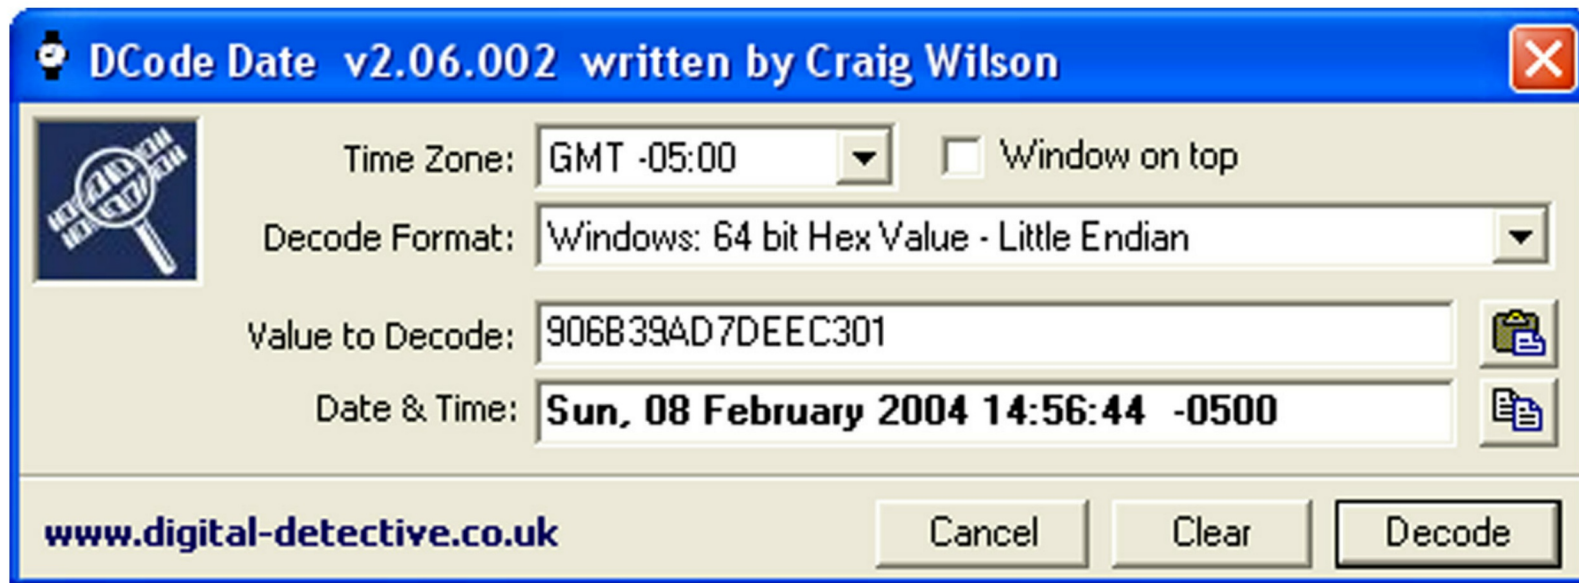 DCode Date v2.06.002 written by Craig Wilson
Time Zone: GMT -05:00 Window on top
Decode Format: Windows: 64 bit Hex Value - Little Endian
Value to Decode: 906B39AD7DEEC301
Date & Time: Sun, 08 February 2004 14:56:44 -0500
www.digital-detective.co.uk Cancel Clear Decode